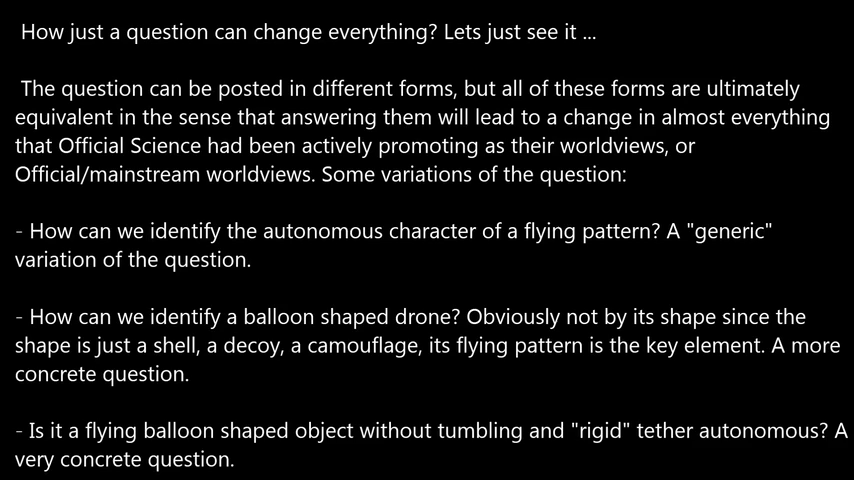 How just a question can change everything? Lets just see it ...
The question can be posted in different forms, but all of these forms are ultimately
equivalent in the sense that answering them will lead to a change in almost everything
that Official Science had been actively promoting as their worldviews, or
Official/mainstream worldviews. Some variations of the question:
- How can we identify the autonomous character of a flying pattern? A "generic"
variation of the question.
- How can we identify a balloon shaped drone? Obviously not by its shape since the
shape is just a shell, a decoy, a camouflage, its flying pattern is the key element. A more
concrete question.
- Is it a flying balloon shaped object without tumbling and "rigid" tether autonomous? A
very concrete question.